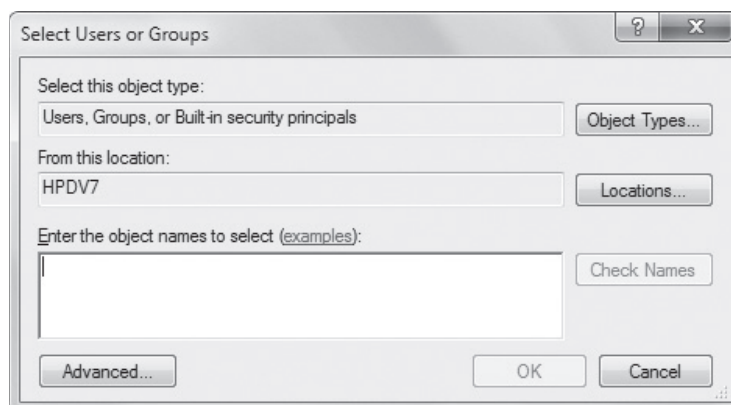 Select Users or Groups
Select this object type:
Users, Groups, or Built-in security principals
Object Types...
From this location:
HPDV7
Locations...
Enter the object names to select (examples):
Check Names
Advanced...
OK
Cancel